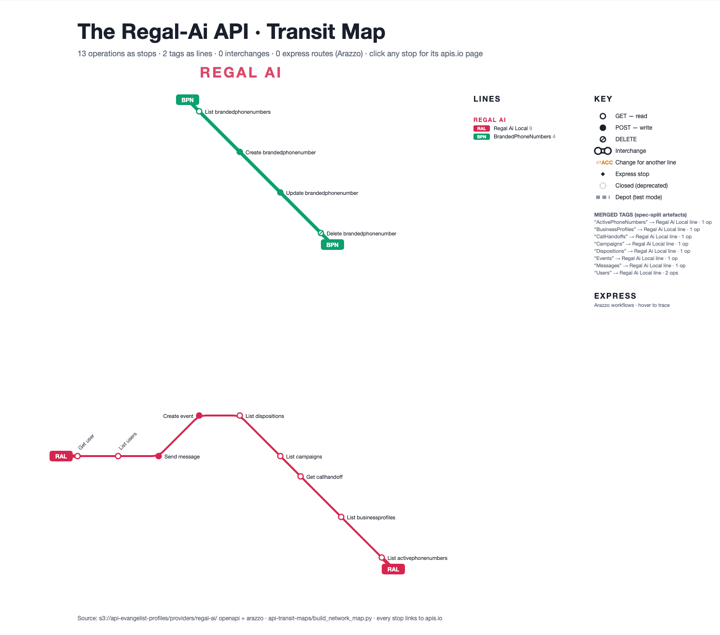 The Regal-Ai API · Transit Map
13 operations as stops · 2 tags as lines · 0 interchanges · 0 express routes (Arazzo) · click any stop for its apis.io page
REGAL AI
BPN
List brandedphonenumbers
Create brandedphonenumber
Update brandedphonenumber
Delete brandedphonenumber
BPN
LINES
REGAL AI
RAL Regal Ai Local 9
BPN BrandedPhoneNumbers 4
KEY
GET — read
POST — write
DELETE
Interchange
⇄ACC Change for another line
Express stop
Closed (deprecated)
Depot (test mode)
MERGED TAGS (spec-split artefacts)
"ActivePhoneNumbers" → Regal Ai Local line · 1 op
"BusinessProfiles" → Regal Ai Local line · 1 op
"CallHandoffs" → Regal Ai Local line · 1 op
"Campaigns" → Regal Ai Local line · 1 op
"Dispositions" → Regal Ai Local line · 1 op
"Events" → Regal Ai Local line · 1 op
"Messages" → Regal Ai Local line · 1 op
"Users" → Regal Ai Local line · 2 ops
EXPRESS
Arazzo workflows · hover to trace
Create event
List dispositions
Get user
List users
RAL
Send message
List campaigns
Get callhandoff
List businessprofiles
List activephonenumbers
RAL
Source: s3://api-evangelist-profiles/providers/regal-ai/ openapi + arazzo · api-transit-maps/build_network_map.py · every stop links to apis.io